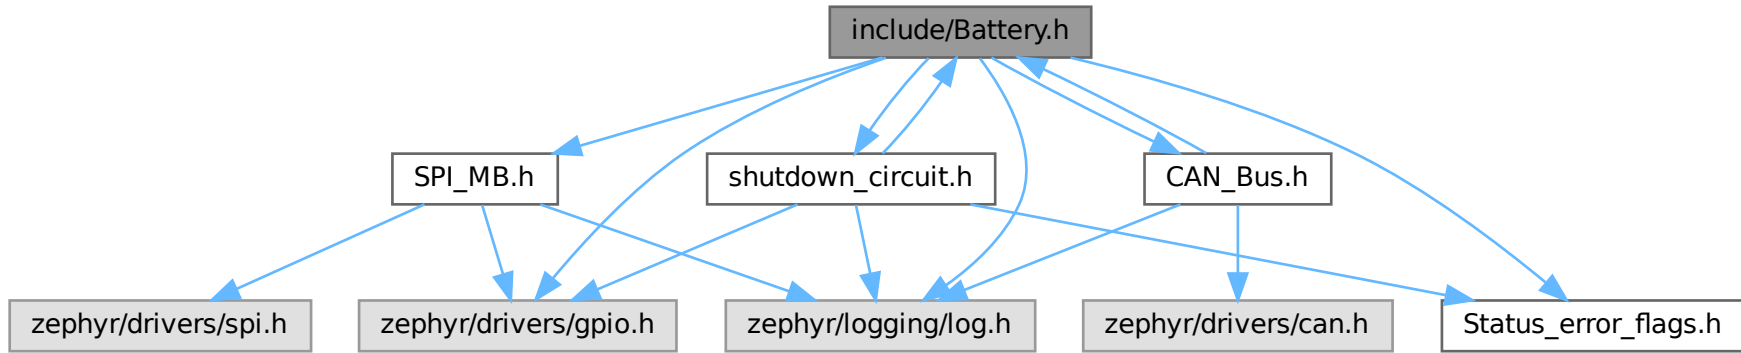 include/Battery.h
SPI_MB.h
shutdown_circuit.h
CAN_Bus.h
zephyr/drivers/spi.h
zephyr/drivers/gpio.h
zephyr/logging/log.h
zephyr/drivers/can.h
Status_error_flags.h